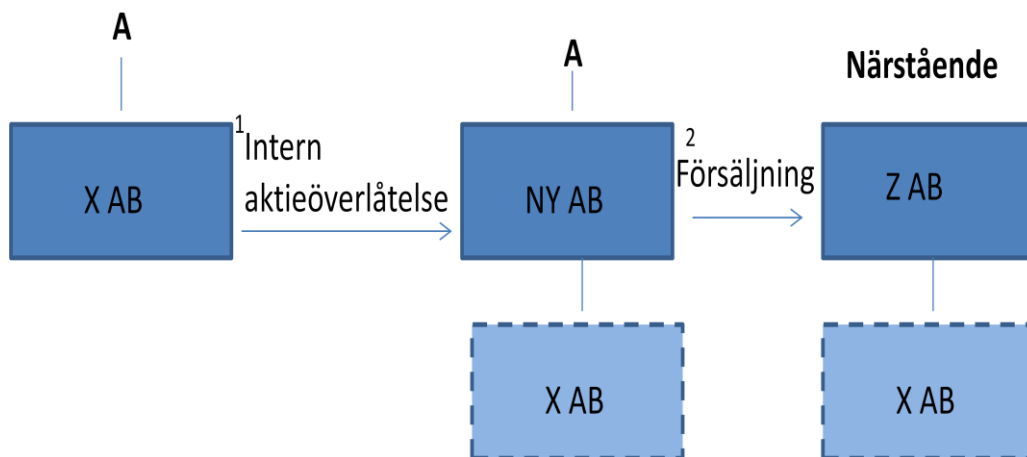 A
A
Närstående
X AB
1
Intern
aktieöverlåtelse
NY AB
2
Försäljning
Z AB
X AB
X AB